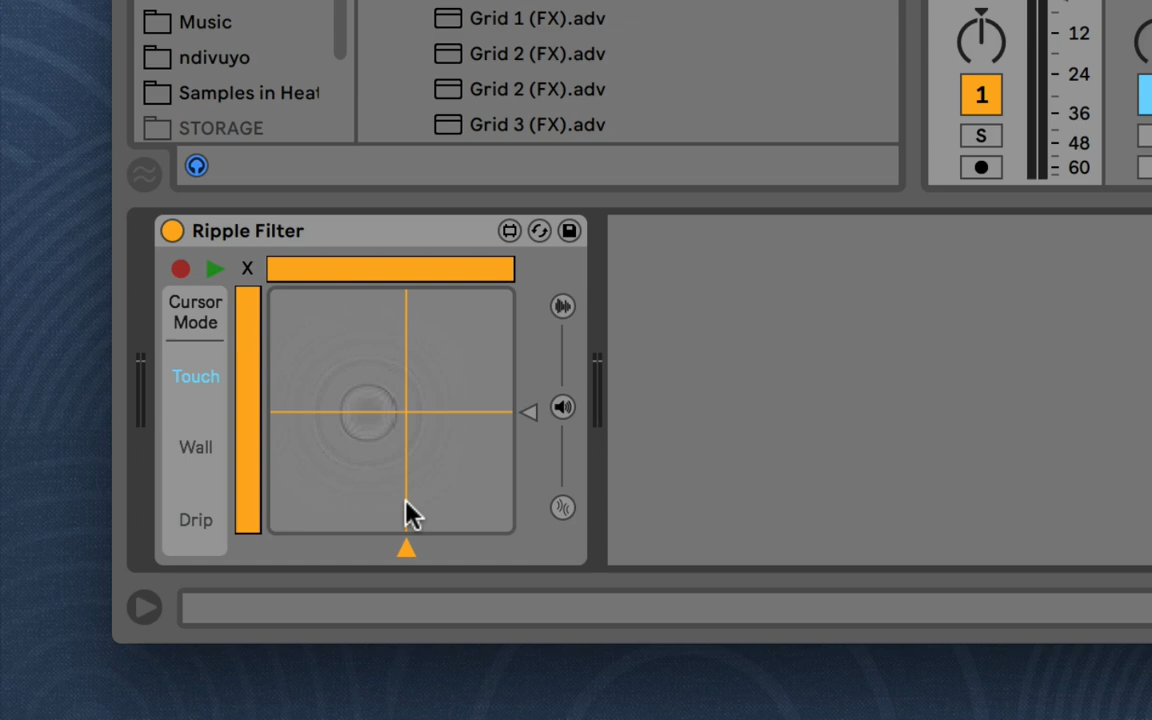 Music
Grid 1 (FX).adv
12
ndivuyo
Grid 2 (FX).adv
24
Samples in Heat
Grid 2 (FX).adv
1
36
STORAGE
Grid 3 (FX).adv
S
48
60
Ripple Filter
X
Cursor
Mode
Touch
Wall
Drip